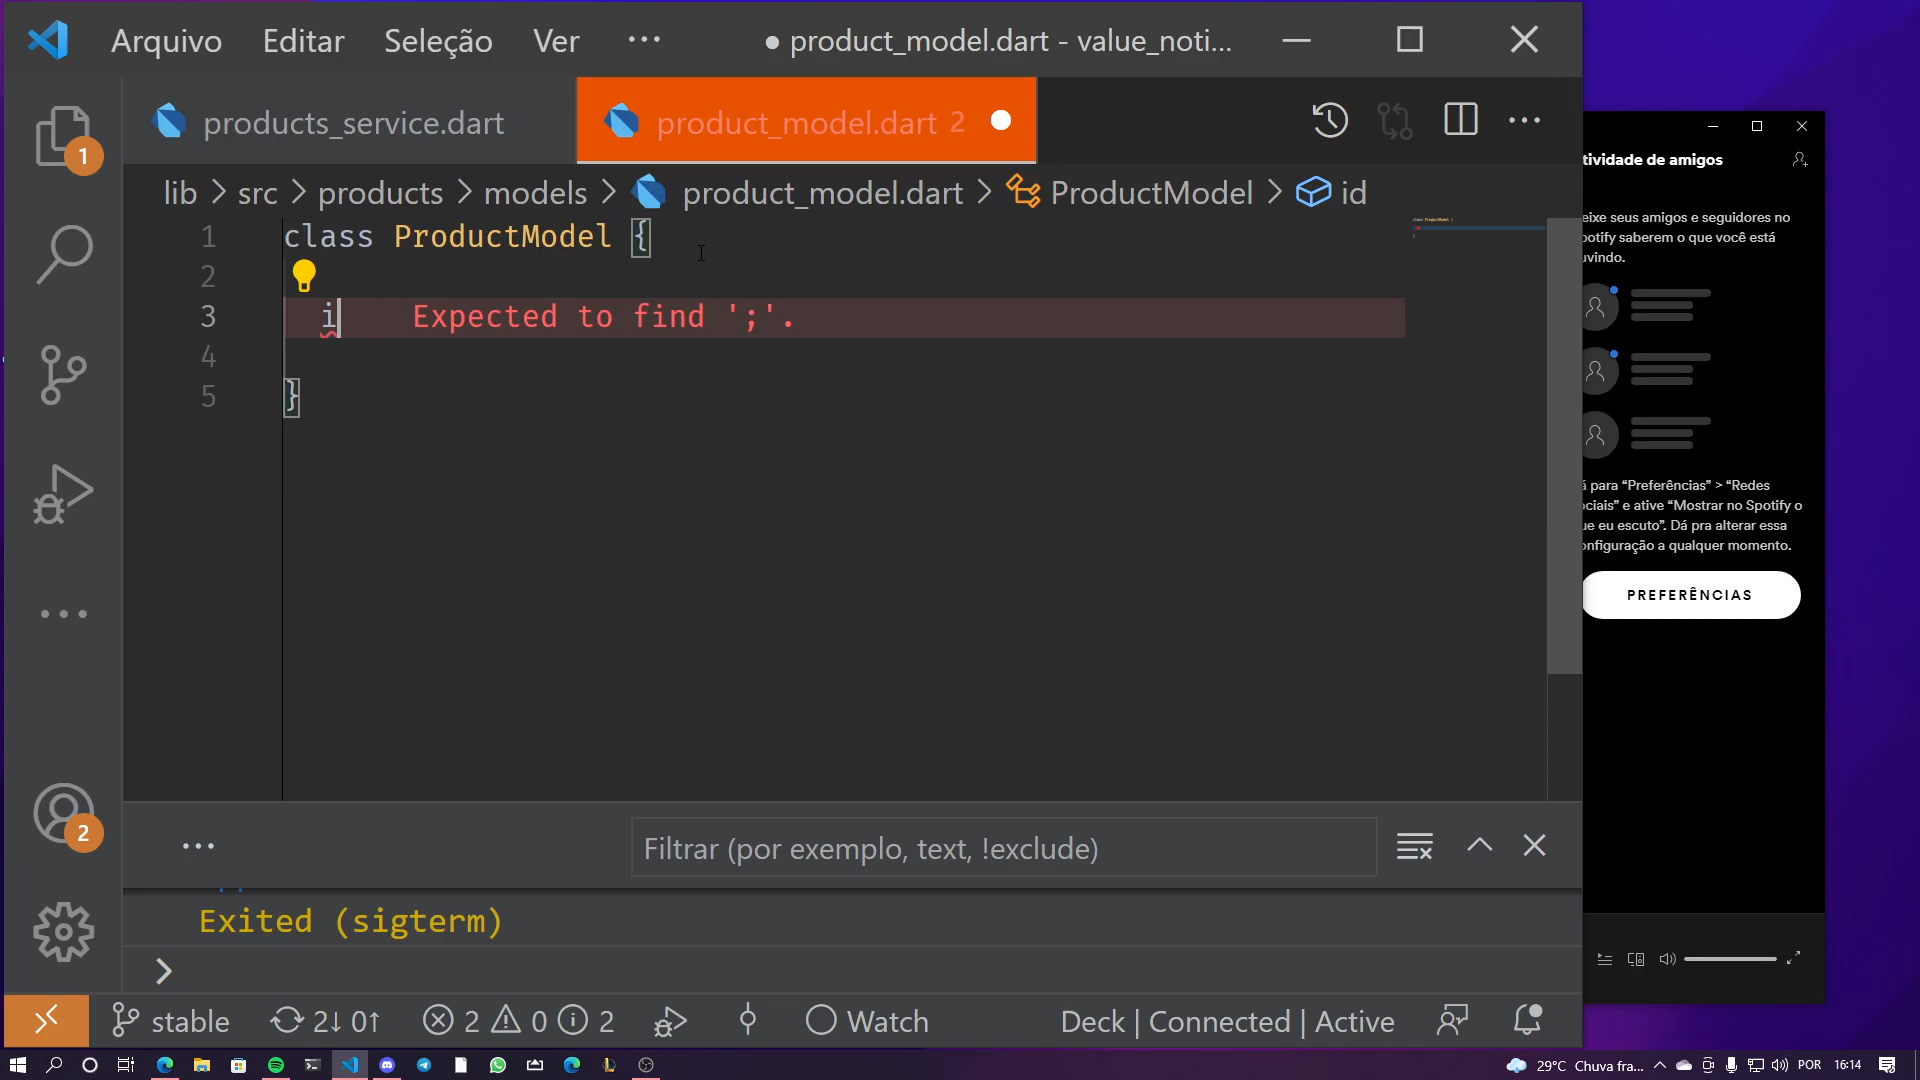 Arquivo Editar Seleção Ver ··· ● product_model.dart - value_noti...
products_service.dart product_model.dart 2
lib > src > products > models > product_model.dart > ProductModel > id
1 class ProductModel {
2
3 i Expected to find ';'.
4
5 }
1
2
Filtrar (por exemplo, text, !exclude)
Exited (sigterm)
>
stable 2↓ 0↑ 2 0 2 Watch Deck | Connected | Active
tividade de amigos
eixe seus amigos e seguidores no
potify saberem o que você está
uvindo.
á para “Preferências” > “Redes
ociais” e ative “Mostrar no Spotify o
ue eu escuto”. Dá pra alterar essa
onfiguração a qualquer momento.
PREFERÊNCIAS
29°C Chuva fra... POR 16:14